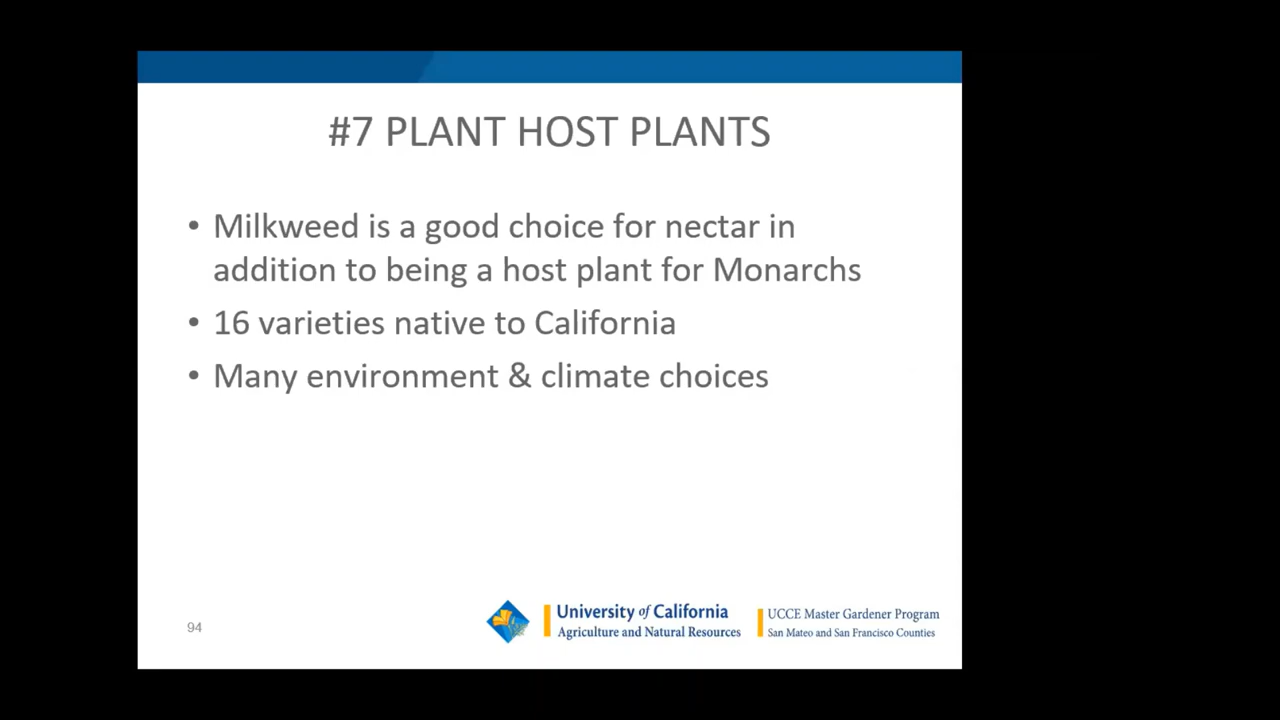 #7 PLANT HOST PLANTS
• Milkweed is a good choice for nectar in
addition to being a host plant for Monarchs
• 16 varieties native to California
• Many environment & climate choices
94
University of California
Agriculture and Natural Resources
UCCE Master Gardener Program
San Mateo and San Francisco Counties